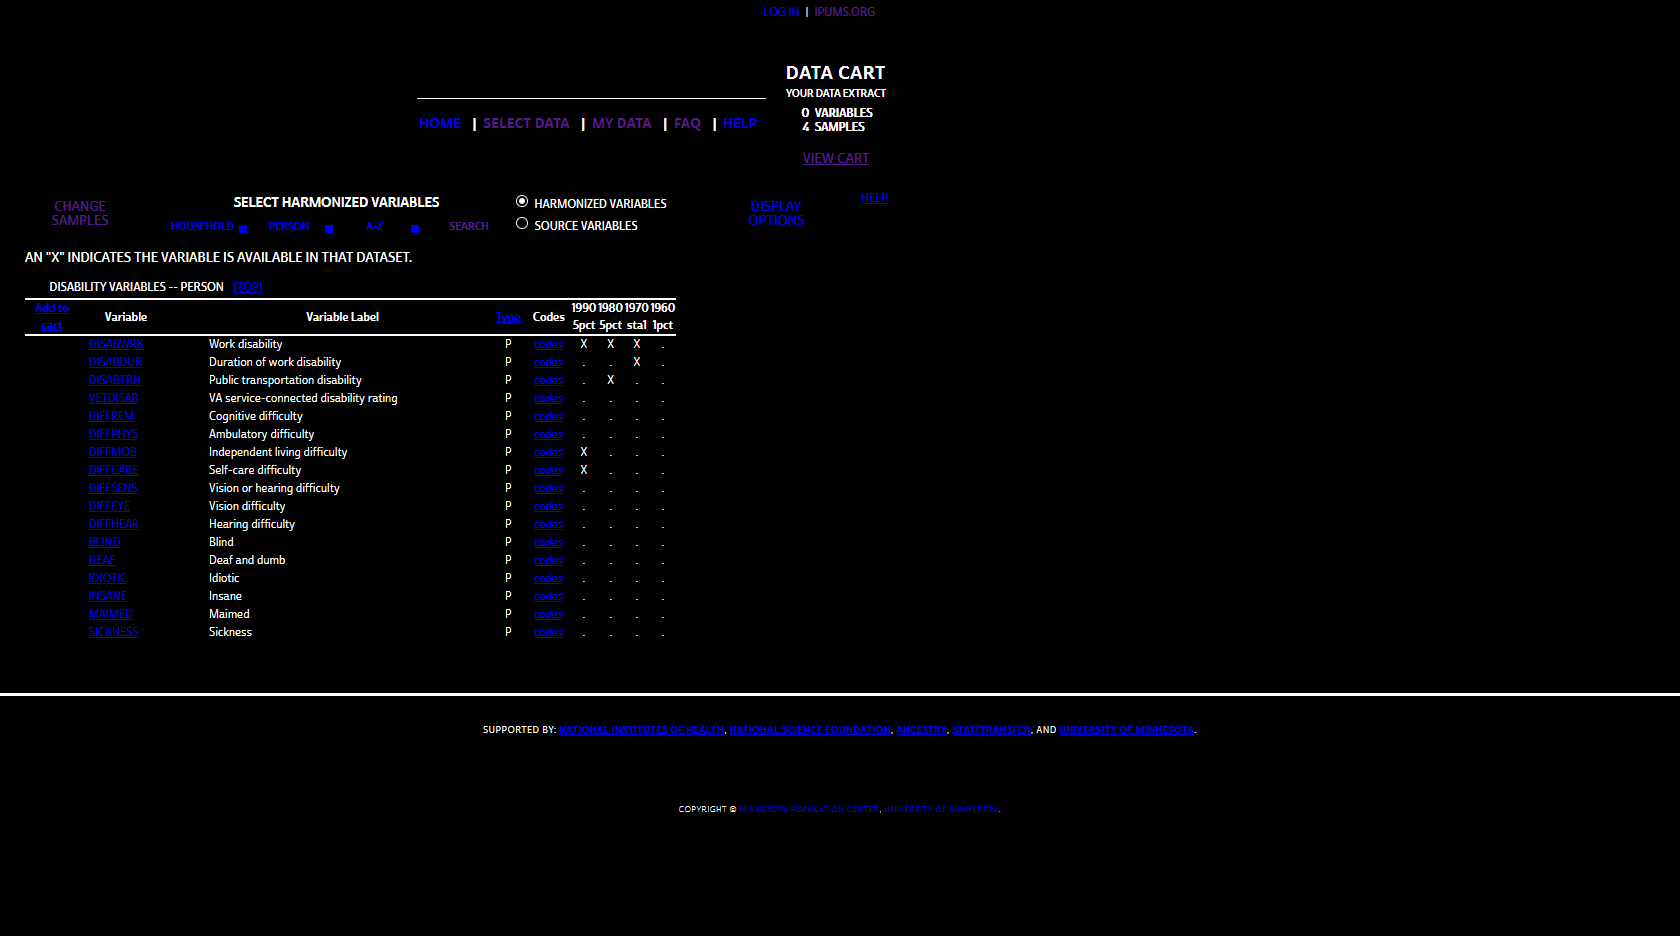 LOG IN | IPUMS.ORG
DATA CART
YOUR DATA EXTRACT
0 VARIABLES
4 SAMPLES
VIEW CART
HOME | SELECT DATA | MY DATA | FAQ | HELP
HELP
CHANGE SAMPLES
SELECT HARMONIZED VARIABLES
HOUSEHOLD PERSON A-Z SEARCH
HARMONIZED VARIABLES
SOURCE VARIABLES
DISPLAY OPTIONS
AN "X" INDICATES THE VARIABLE IS AVAILABLE IN THAT DATASET.
DISABILITY VARIABLES -- PERSON [TOP]
Add to cart Variable Variable Label Type Codes 1990 5pct 1980 5pct 1970 sta1 1960 1pct
DISABWRK Work disability P codes X X X .
DISABDUR Duration of work disability P codes . . X .
DISABTRN Public transportation disability P codes . X . .
VETDISAB VA service-connected disability rating P codes . . . .
DIFFREM Cognitive difficulty P codes . . . .
DIFFPHYS Ambulatory difficulty P codes . . . .
DIFFMOB Independent living difficulty P codes X . . .
DIFFCARE Self-care difficulty P codes X . . .
DIFFSENS Vision or hearing difficulty P codes . . . .
DIFFEYE Vision difficulty P codes . . . .
DIFFHEAR Hearing difficulty P codes . . . .
BLIND Blind P codes . . . .
DEAF Deaf and dumb P codes . . . .
IDIOTIC Idiotic P codes . . . .
INSANE Insane P codes . . . .
MAIMED Maimed P codes . . . .
SICKNESS Sickness P codes . . . .
SUPPORTED BY: NATIONAL INSTITUTES OF HEALTH, NATIONAL SCIENCE FOUNDATION, ANCESTRY, STAT/TRANSFER, AND UNIVERSITY OF MINNESOTA.
COPYRIGHT © MINNESOTA POPULATION CENTER, UNIVERSITY OF MINNESOTA.